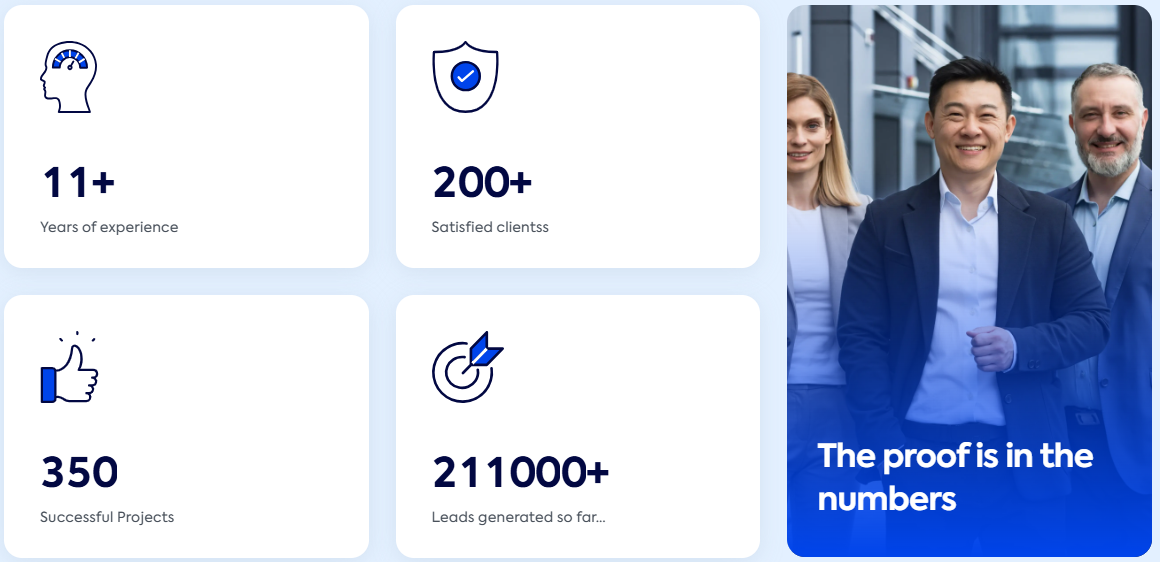 11+
Years of experience
200+
Satisfied clientss
350
Successful Projects
211000+
Leads generated so far...
The proof is in the
numbers